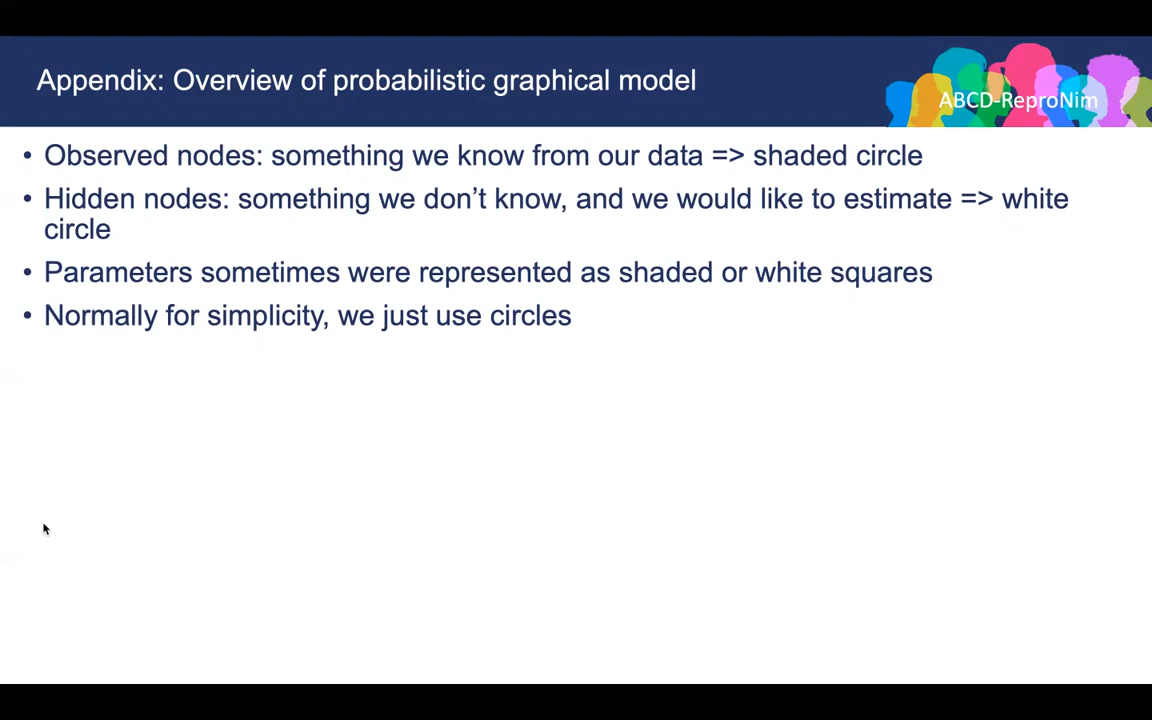 Appendix: Overview of probabilistic graphical model
ABCD-ReproNim
• Observed nodes: something we know from our data => shaded circle
• Hidden nodes: something we don’t know, and we would like to estimate => white
circle
• Parameters sometimes were represented as shaded or white squares
• Normally for simplicity, we just use circles